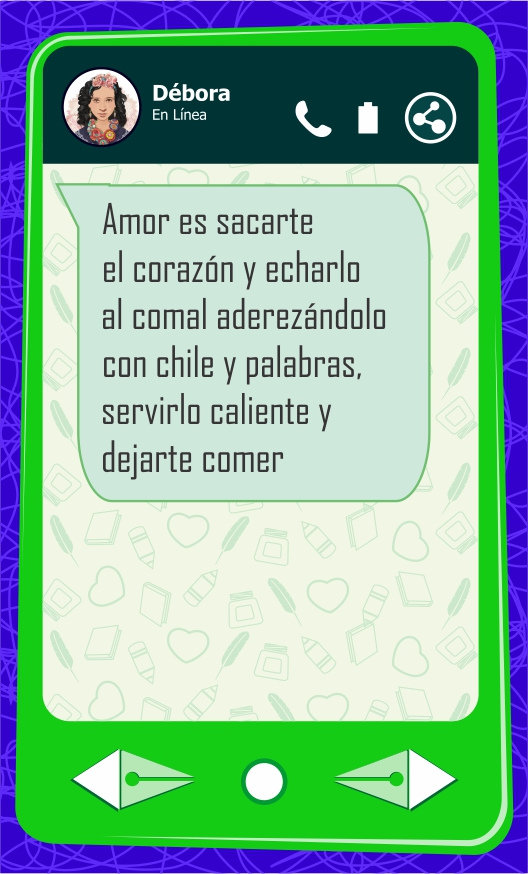 Débora
En Línea
Amor es sacarte
el corazón y echarlo
al comal aderezándolo
con chile y palabras,
servirlo caliente y
dejarte comer